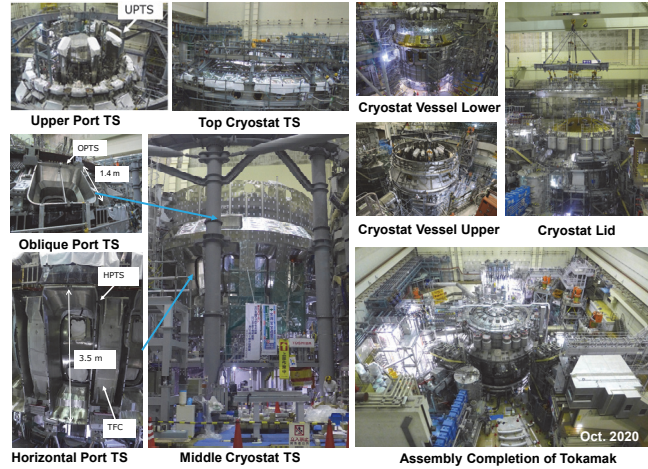 UPTS
Upper Port TS
Top Cryostat TS
Cryostat Vessel Lower
OPTS
1.4 m
Oblique Port TS
Cryostat Vessel Upper
Cryostat Lid
HPTS
3.5 m
TFC
Horizontal Port TS
Middle Cryostat TS
Oct. 2020
Assembly Completion of Tokamak